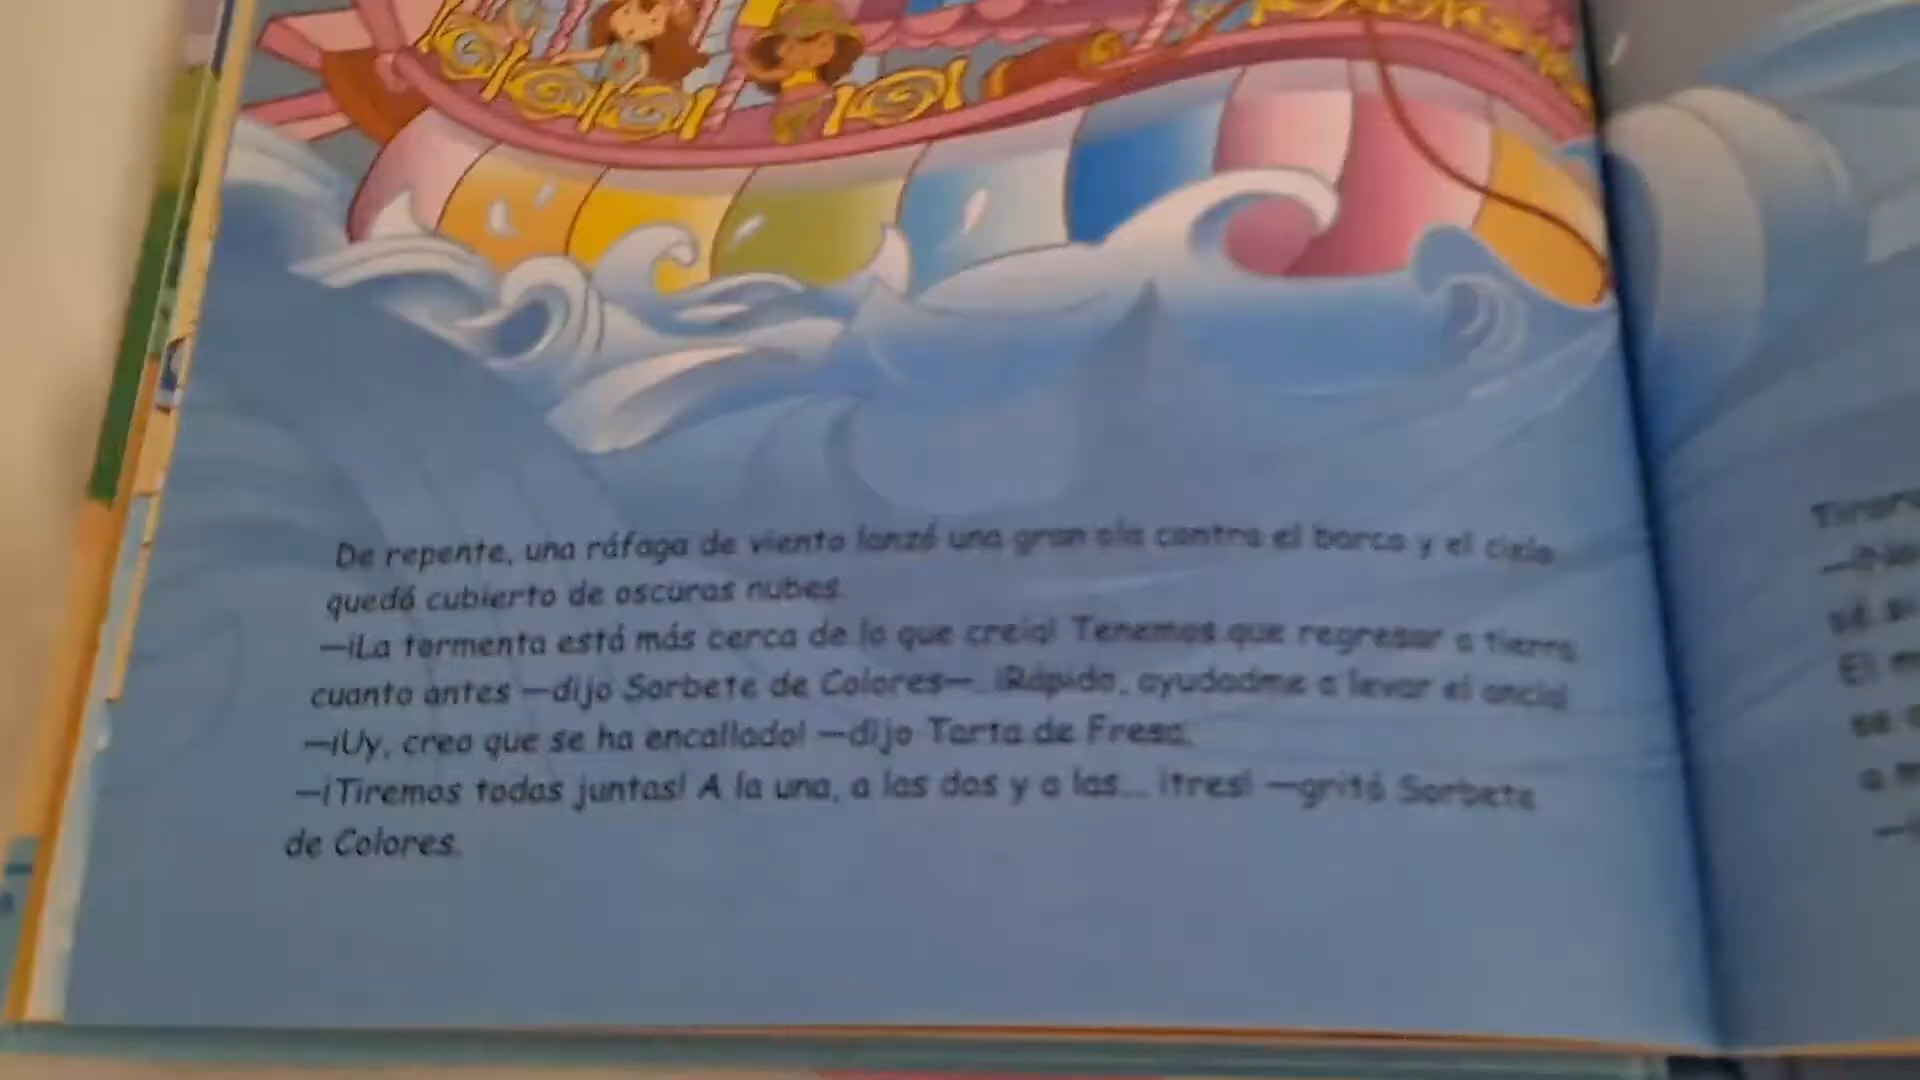 De repente, una ráfaga de viento lanzó una gran ola contra el barco y el cielo
quedó cubierto de oscuras nubes.
—¡La tormenta está más cerca de lo que creía! Tenemos que regresar a tierra
cuanto antes —dijo Sorbete de Colores—. ¡Rápido, ayudadme a levar el ancla!
—¡Uy, creo que se ha encallado! —dijo Tarta de Fresa.
—¡Tiremos todas juntas! A la una, a las dos y a las... ¡tres! —gritó Sorbete
de Colores.
El
se